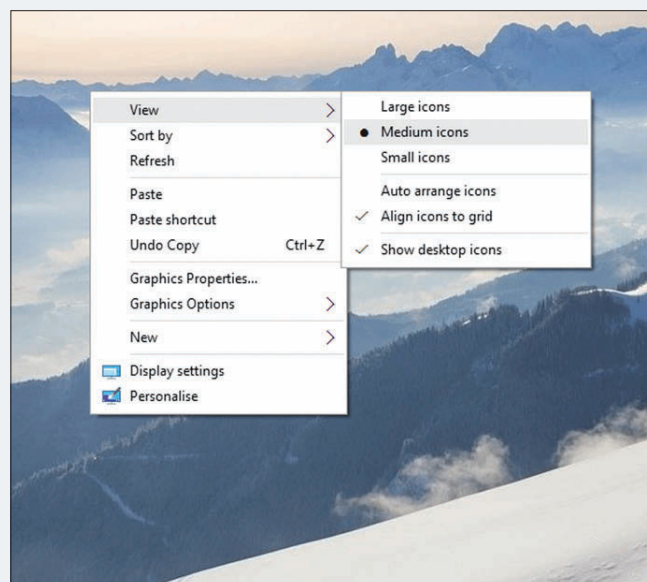 View
Sort by
Refresh
Paste
Paste shortcut
Undo Copy Ctrl+Z
Graphics Properties...
Graphics Options
New
Display settings
Personalise
Large icons
Medium icons
Small icons
Auto arrange icons
Align icons to grid
Show desktop icons